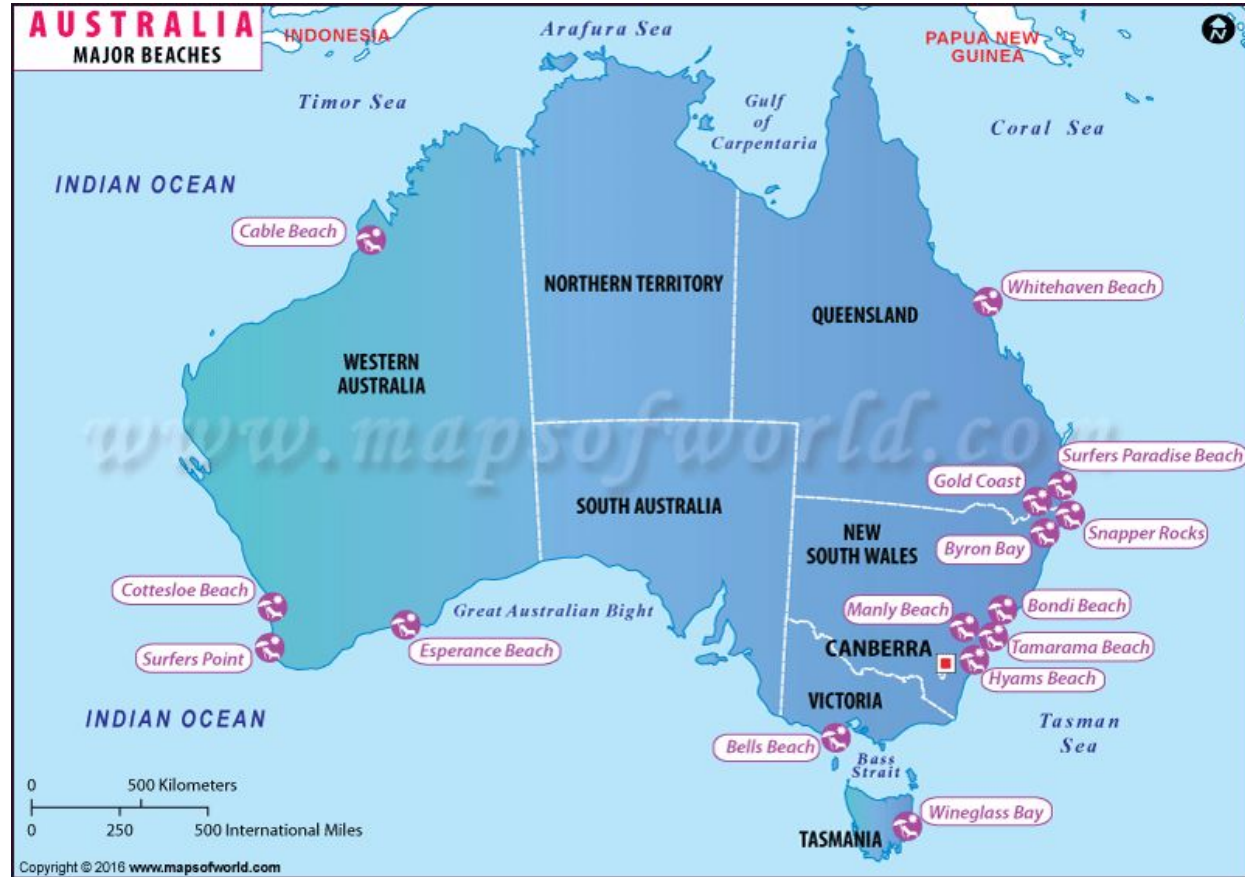 AUSTRALIA
MAJOR BEACHES
INDONESIA
Arafura Sea
PAPUA NEW
GUINEA
N
Timor Sea
Gulf
of
Carpentaria
Coral Sea
INDIAN OCEAN
Cable Beach
NORTHERN TERRITORY
Whitehaven Beach
QUEENSLAND
WESTERN
AUSTRALIA
www.mapsofworld.com
Surfers Paradise Beach
Gold Coast
SOUTH AUSTRALIA
Snapper Rocks
NEW
SOUTH WALES
Byron Bay
Cottesloe Beach
Great Australian Bight
Manly Beach
Bondi Beach
Surfers Point
Esperance Beach
CANBERRA
Tamarama Beach
Hyams Beach
VICTORIA
INDIAN OCEAN
Tasman
Sea
Bells Beach
Bass
Strait
0 500 Kilometers
0 250 500 International Miles
Wineglass Bay
TASMANIA
Copyright © 2016 www.mapsofworld.com